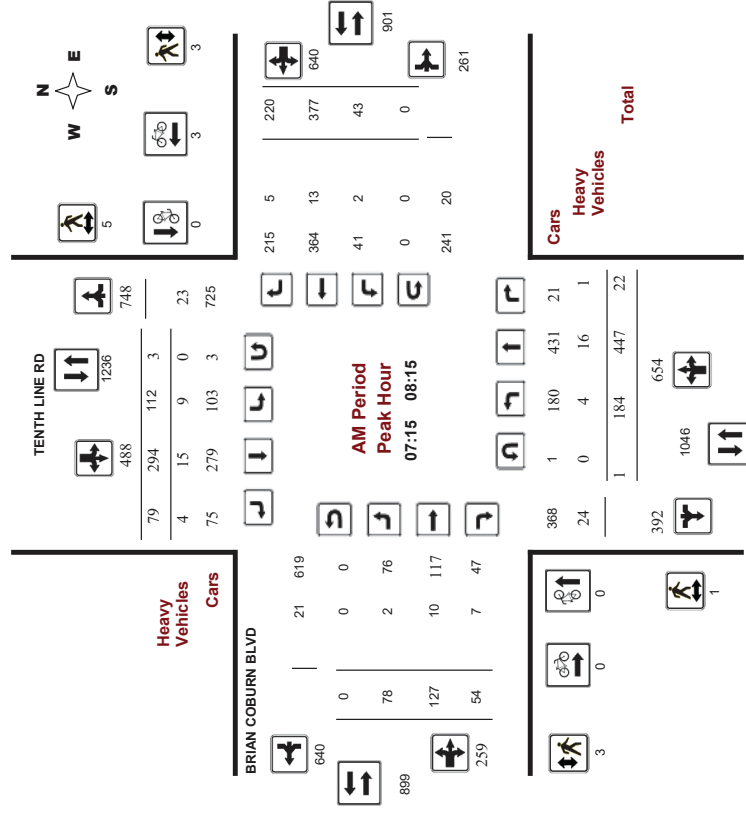 N
W E
S
TENTH LINE RD
1236
488
748
5
0
3
3
79 294 112 3
4 15 9 0 23
75 279 103 3 725
Heavy
Vehicles
Cars
BRIAN COBURN BLVD
640
21 619
0 0 0
78 2 76
127 10 117
54 7 47
899
259
AM Period
Peak Hour
07:15 08:15
640
901
261
215 5 220
364 13 377
41 2 43
0 0 0
241 20
Cars
Heavy
Vehicles
Total
368 1 180 431 21
24 0 4 16 1
1 184 447 22
392
654
1046
0
0
3
1